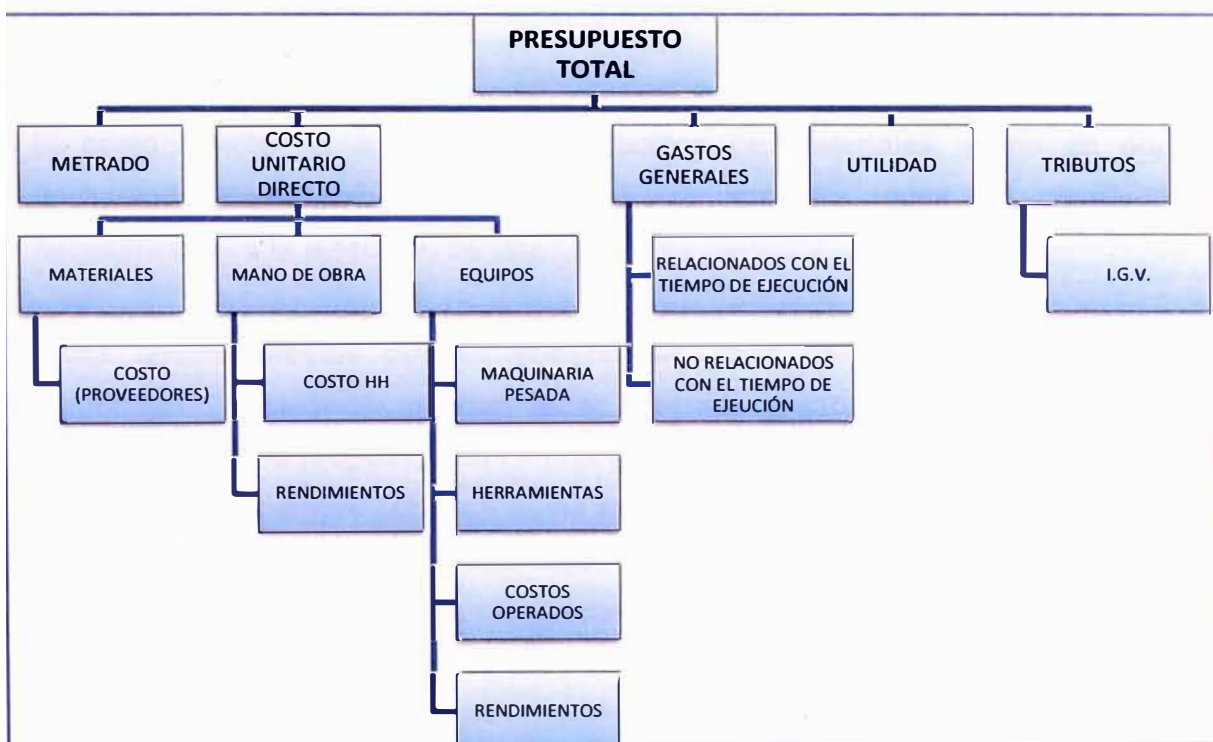 PRESUPUESTO
TOTAL
METRADO
COSTO
UNITARIO
DIRECTO
GASTOS
GENERALES
UTILIDAD
TRIBUTOS
MATERIALES
MANO DE OBRA
EQUIPOS
RELACIONADOS CON EL
TIEMPO DE EJECUCIÓN
I.G.V.
COSTO
(PROVEEDORES)
COSTO HH
MAQUINARIA
PESADA
NO RELACIONADOS
CON EL TIEMPO DE
EJEUCIÓN
RENDIMIENTOS
HERRAMIENTAS
COSTOS
OPERADOS
RENDIMIENTOS